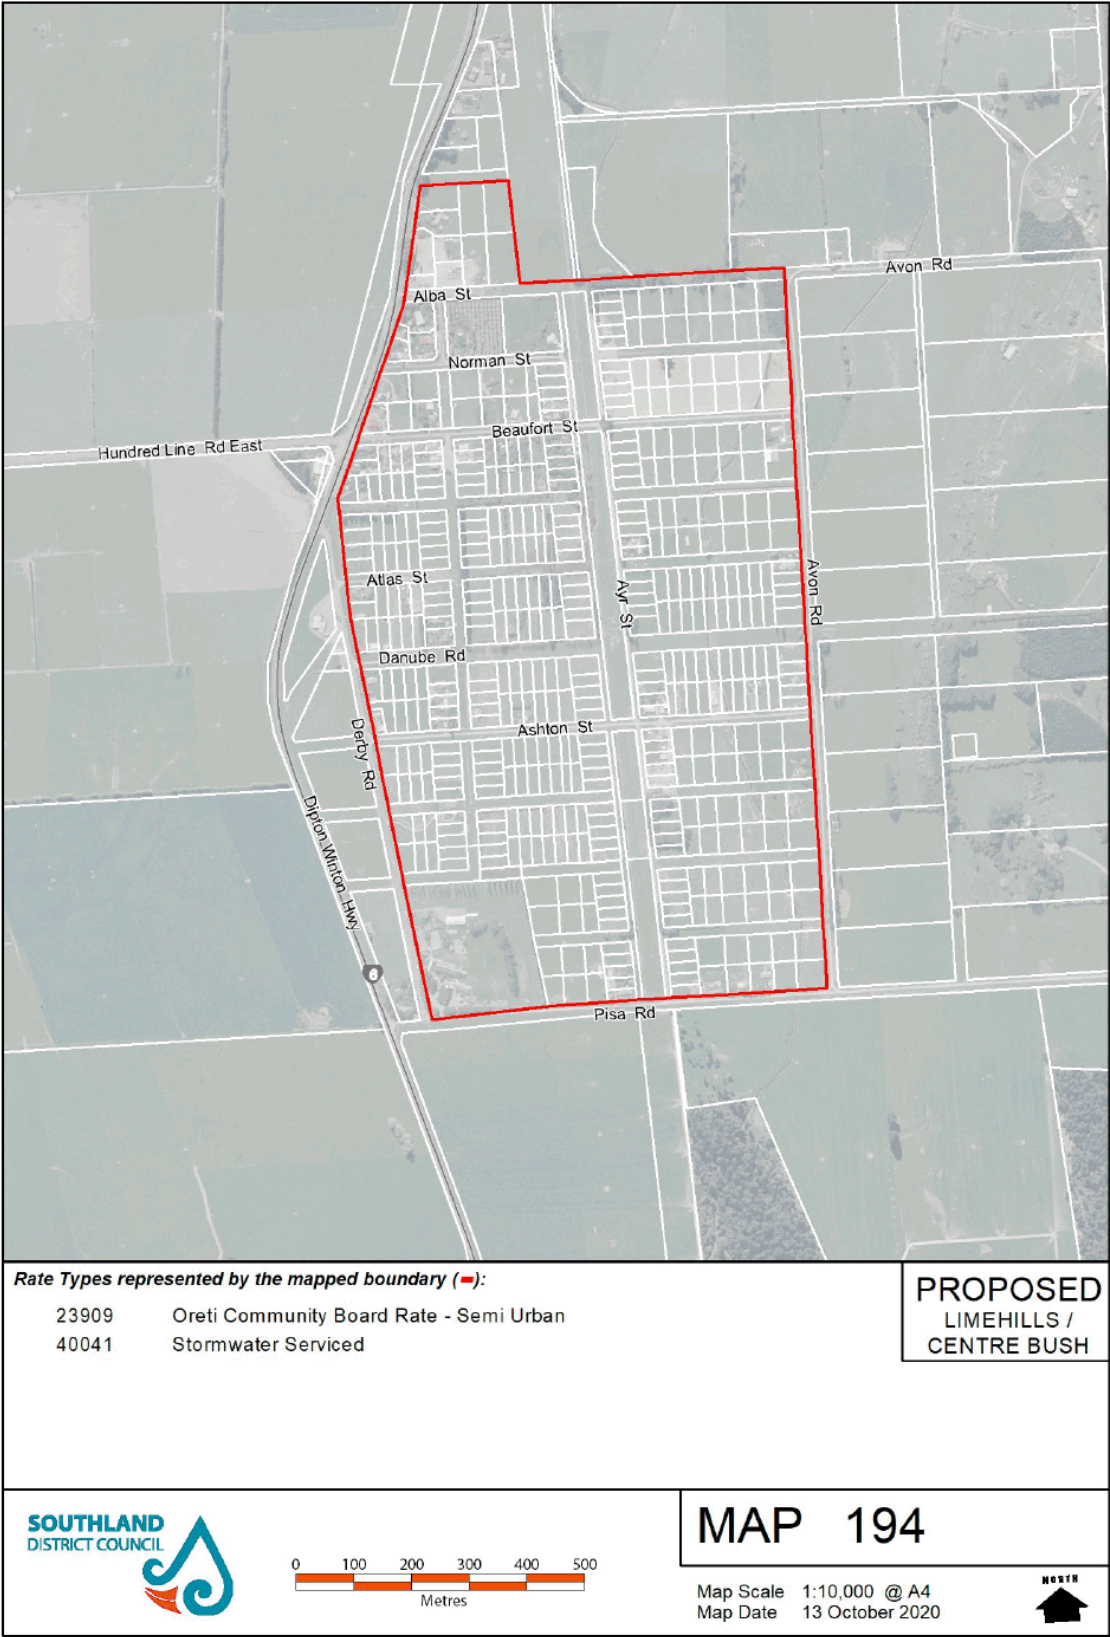 Avon Rd
Alba St
Norman St
Beaufort St
Hundred Line Rd East
Atlas St
Ayr St
Avon Rd
Danube Rd
Ashton St
Derby Rd
Dipton Winton Hwy
6
Pisa Rd
Rate Types represented by the mapped boundary (▬):
23909 Oreti Community Board Rate - Semi Urban
40041 Stormwater Serviced
PROPOSED
LIMEHILLS /
CENTRE BUSH
SOUTHLAND
DISTRICT COUNCIL
0 100 200 300 400 500
Metres
MAP 194
Map Scale 1:10,000 @ A4
Map Date 13 October 2020
NORTH